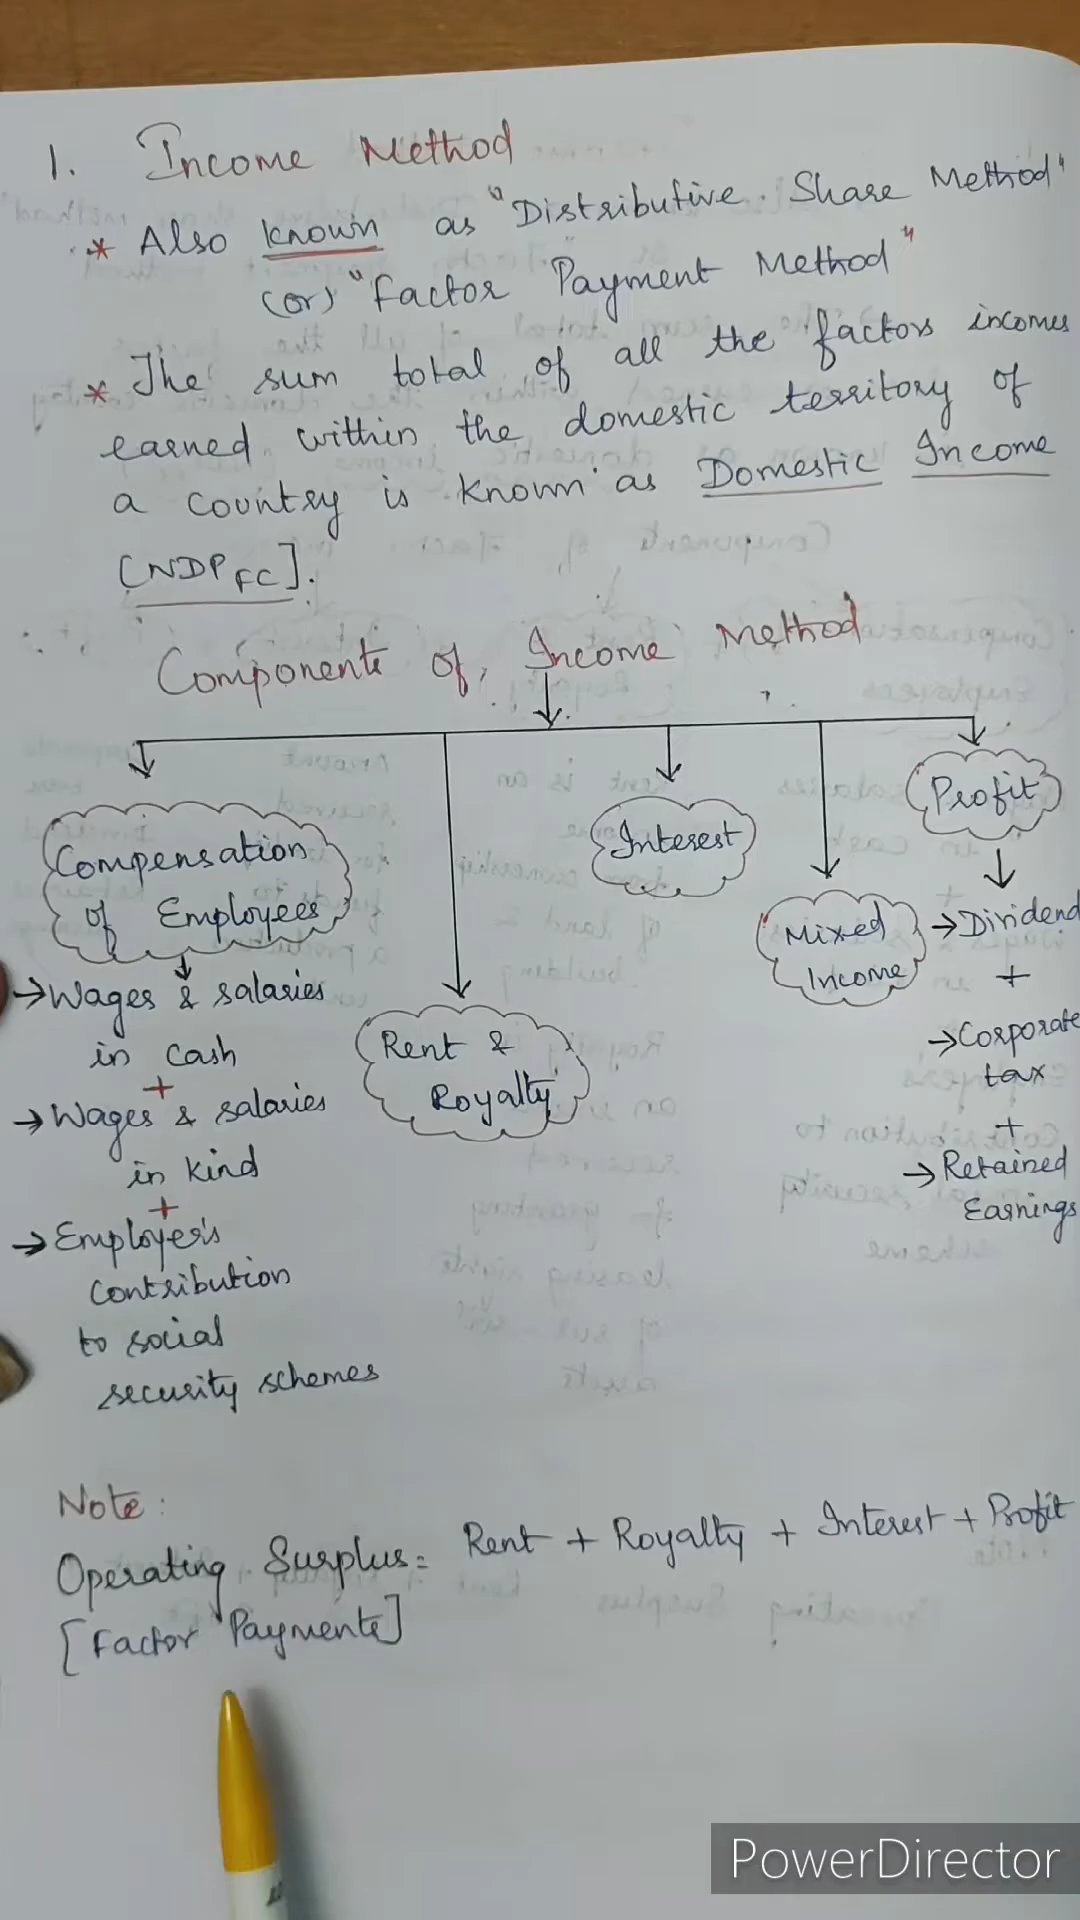 1. Income Method
* Also known as "Distributive Share Method"
(or) "Factor Payment Method"
* The sum total of all the factors incomes
earned within the domestic territory of
a country is known as Domestic Income
[NDP FC].
Components of Income Method
Compensation
of Employees
→ Wages & salaries
in cash
+
→ Wages & salaries
in kind
+
→ Employer's
contribution
to social
security schemes
Rent &
Royalty
Interest
Mixed
Income
Profit
→ Dividend
+
→ Corporate
tax
+
→ Retained
Earnings
Note:
Operating Surplus = Rent + Royalty + Interest + Profit
[Factor Payments]
PowerDirector